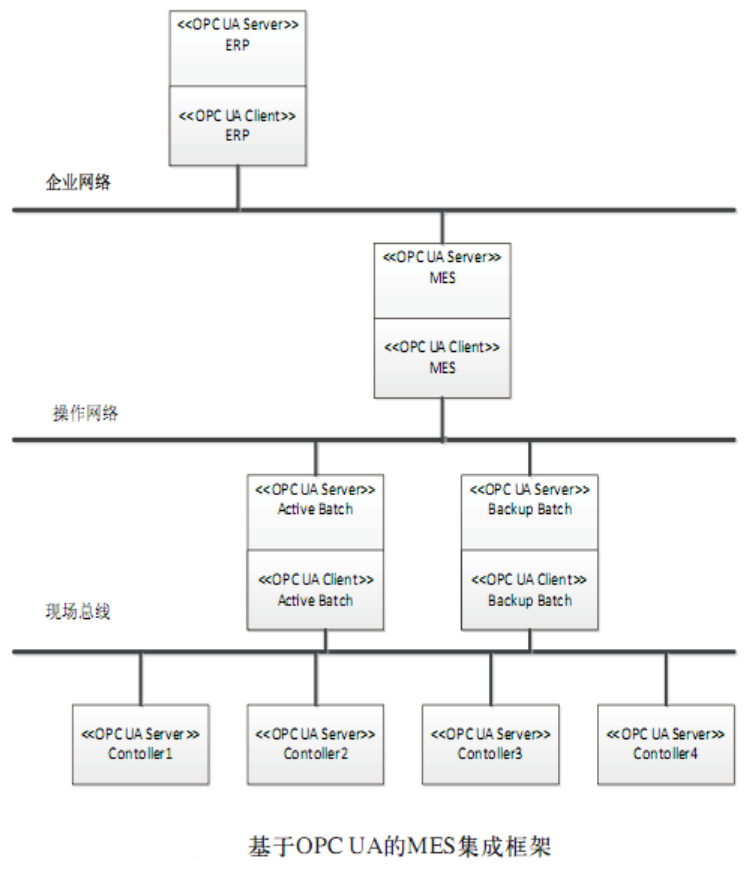 <<OPC UA Server>>
ERP
<<OPC UA Client>>
ERP
企业网络
<<OPC UA Server>>
MES
<<OPC UA Client>>
MES
操作网络
<<OPC UA Server>>
Active Batch
<<OPC UA Server>>
Backup Batch
<<OPC UA Client>>
Active Batch
<<OPC UA Client>>
Backup Batch
现场总线
<<OPC UA Server>>
Contoller1
<<OPC UA Server>>
Contoller2
<<OPC UA Server>>
Contoller3
<<OPC UA Server>>
Contoller4
基于OPC UA的MES集成框架